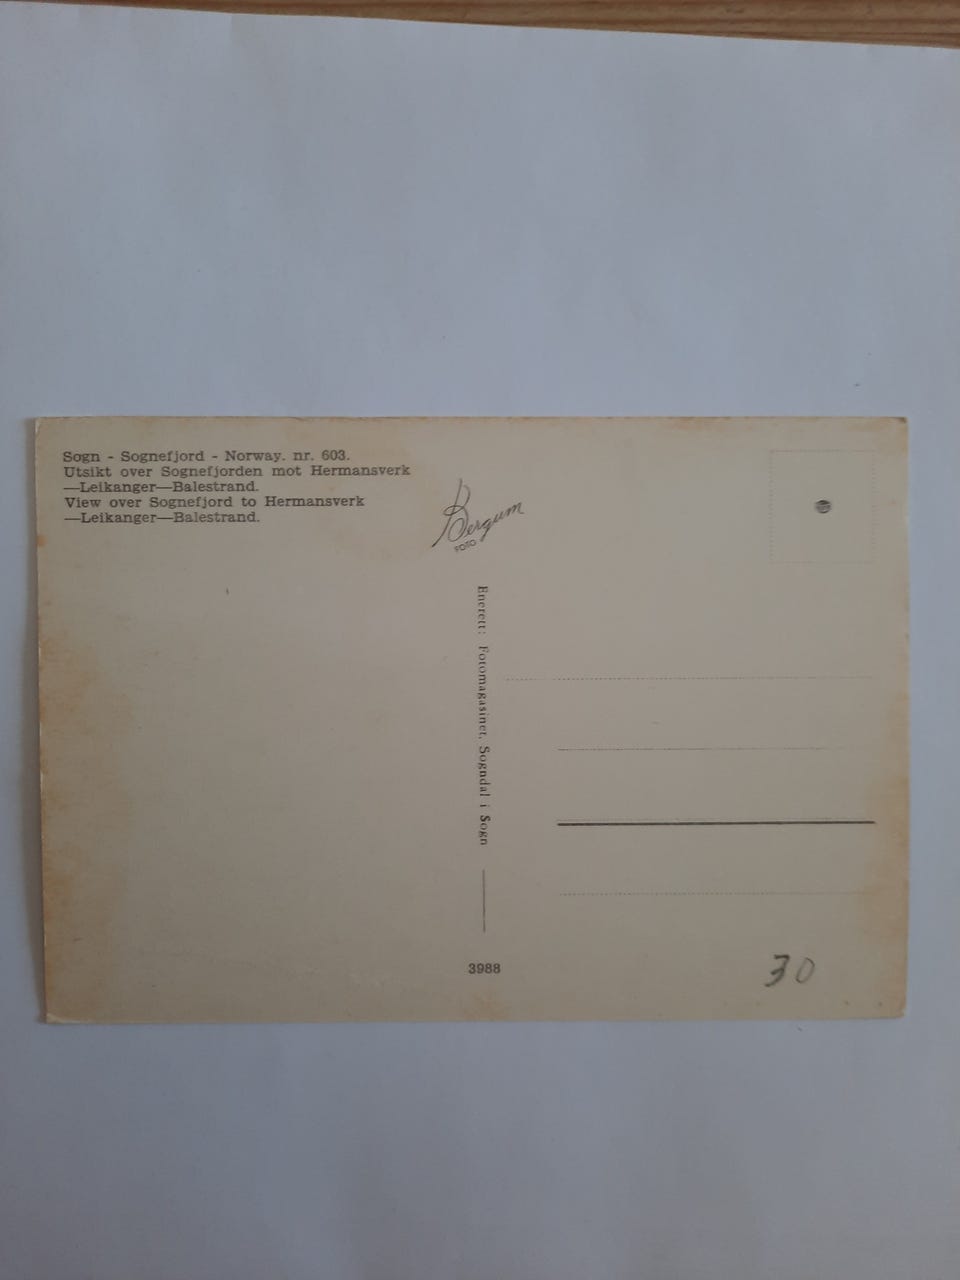 Sogn - Sognefjord - Norway. nr. 603.
Utsikt over Sognefjorden mot Hermansverk
—Leikanger—Balestrand.
View over Sognefjord to Hermansverk
—Leikanger—Balestrand.
Bergum
FOTO
Enerett: Fotomagasinet, Sogndal i Sogn
3988
30